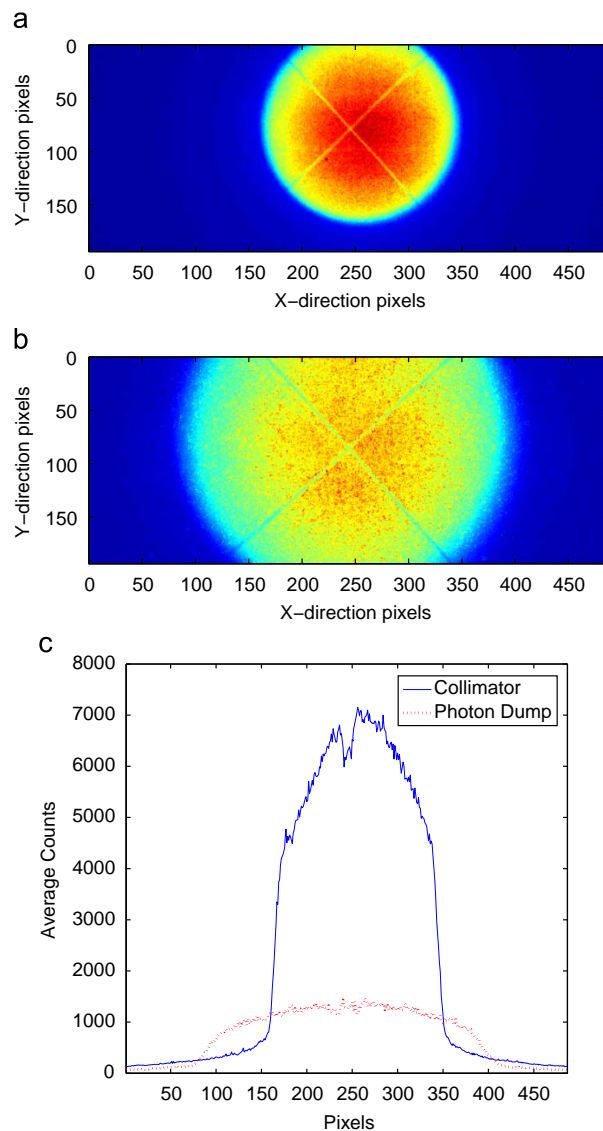 a
0
50
100
150
Y-direction pixels
0 50 100 150 200 250 300 350 400 450
X-direction pixels
b
0
50
100
150
Y-direction pixels
0 50 100 150 200 250 300 350 400 450
X-direction pixels
c
8000
7000
6000
5000
4000
3000
2000
1000
0
Average Counts
Collimator
Photon Dump
50 100 150 200 250 300 350 400 450
Pixels